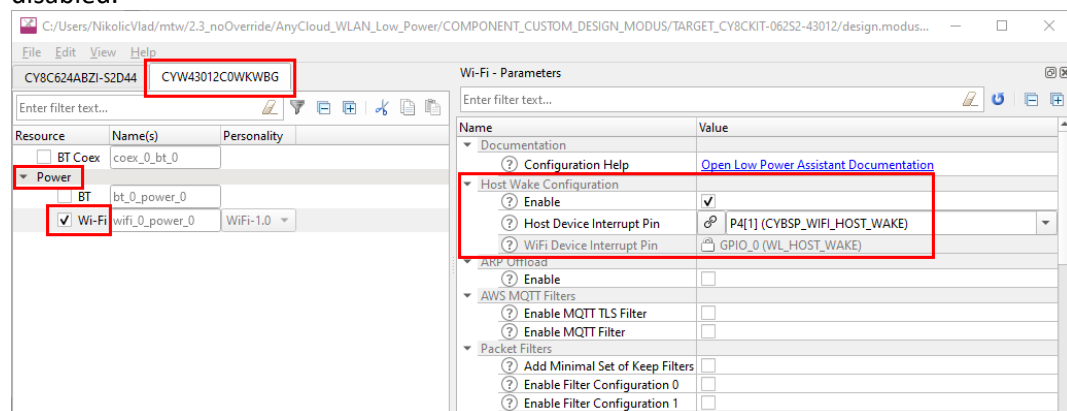 disabled.
C:/Users/NikolicVlad/mtw/2.3_noOverride/AnyCloud_WLAN_Low_Power/COMPONENT_CUSTOM_DESIGN_MODUS/TARGET_CY8CKIT-062S2-43012/design.modus...
File Edit View Help
CY8C624ABZI-S2D44 CYW43012C0WKWBG
Enter filter text...
Resource Name(s) Personality
BT Coex coex_0_bt_0
Power
BT bt_0_power_0
Wi-Fi wifi_0_power_0 WiFi-1.0
Wi-Fi - Parameters
Enter filter text...
Name Value
Documentation
Configuration Help Open Low Power Assistant Documentation
Host Wake Configuration
Enable
Host Device Interrupt Pin P4[1] (CYBSP_WIFI_HOST_WAKE)
WiFi Device Interrupt Pin GPIO_0 (WL_HOST_WAKE)
ARP Offload
Enable
AWS MQTT Filters
Enable MQTT TLS Filter
Enable MQTT Filter
Packet Filters
Add Minimal Set of Keep Filters
Enable Filter Configuration 0
Enable Filter Configuration 1